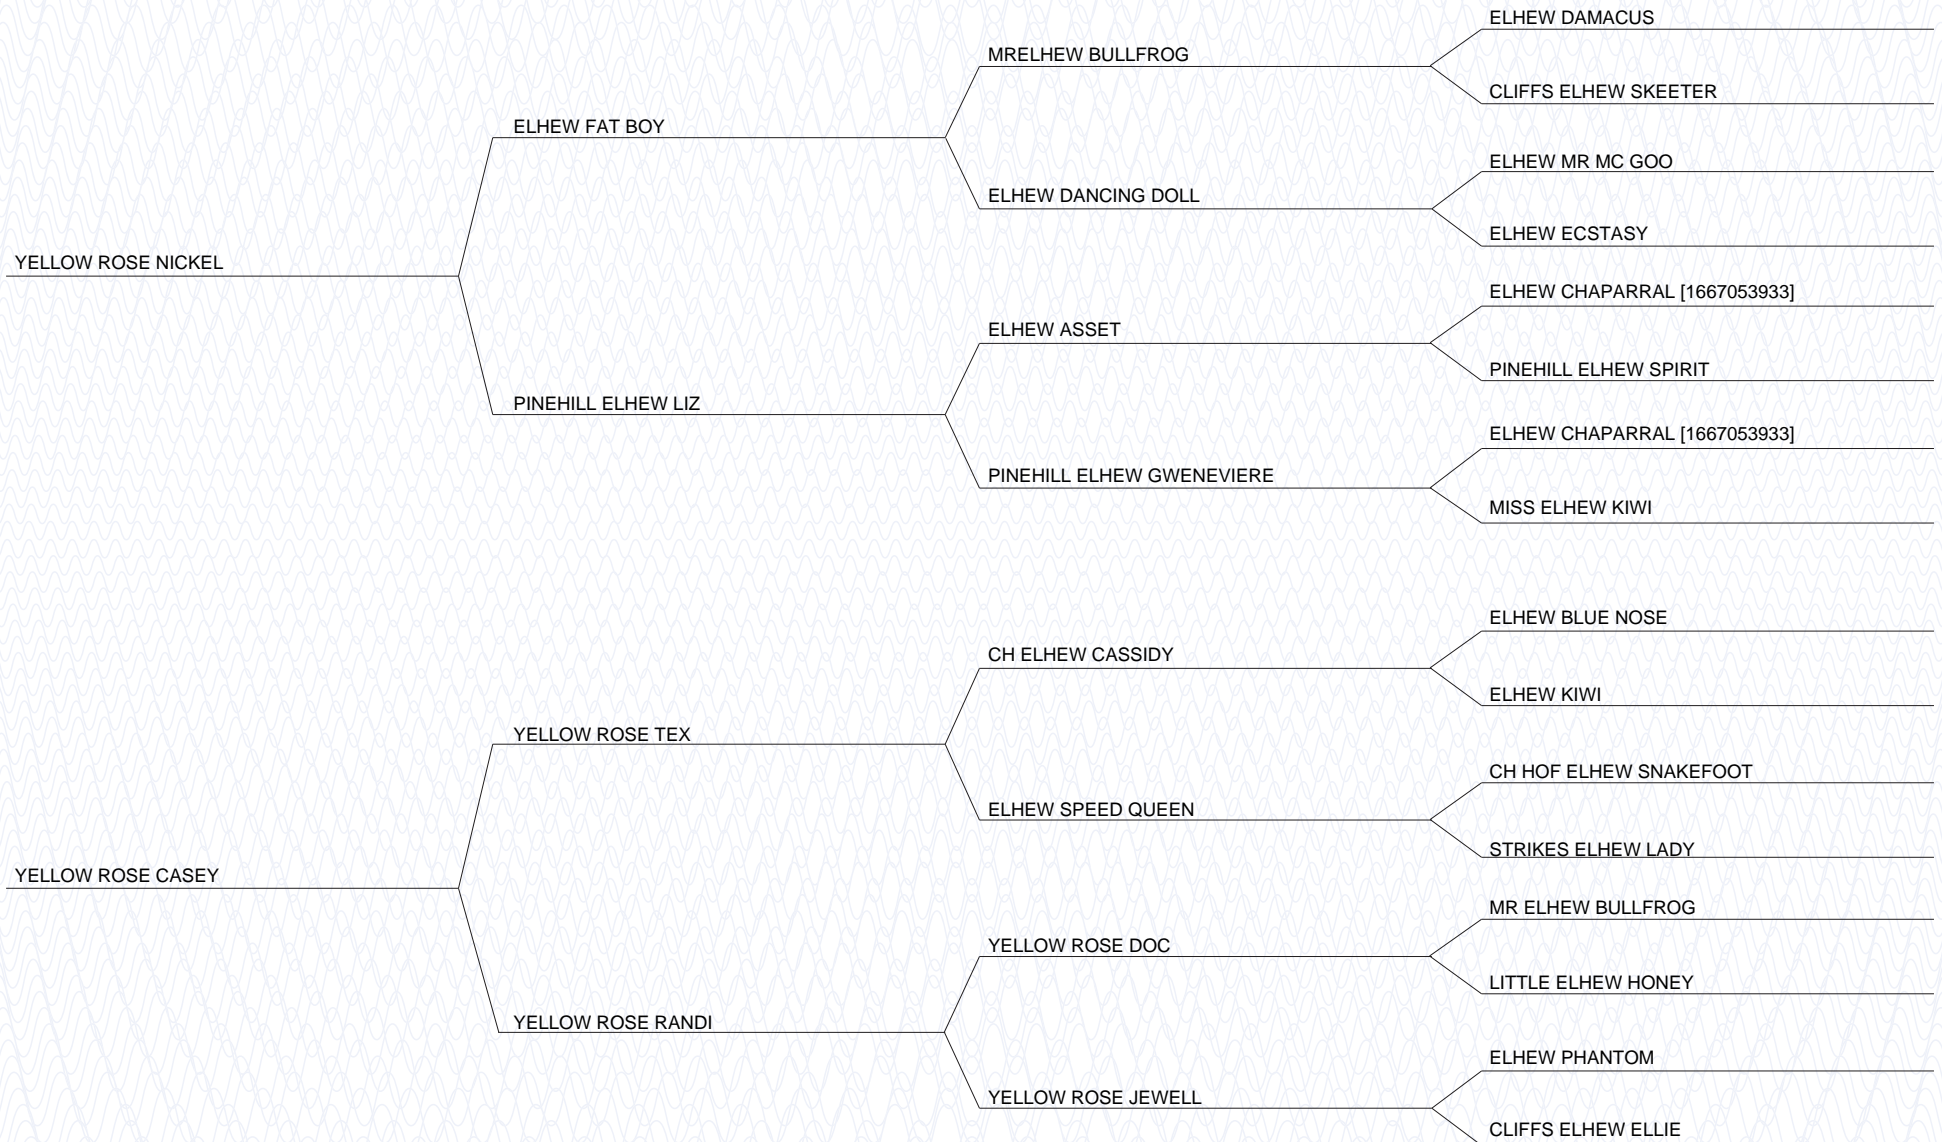 ELHEW DAMACUS
MRELHEW BULLFROG
CLIFFS ELHEW SKEETER
ELHEW FAT BOY
ELHEW MR MC GOO
ELHEW DANCING DOLL
ELHEW ECSTASY
YELLOW ROSE NICKEL
ELHEW CHAPARRAL [1667053933]
ELHEW ASSET
PINEHILL ELHEW SPIRIT
PINEHILL ELHEW LIZ
ELHEW CHAPARRAL [1667053933]
PINEHILL ELHEW GWENEVIERE
MISS ELHEW KIWI
ELHEW BLUE NOSE
CH ELHEW CASSIDY
ELHEW KIWI
YELLOW ROSE TEX
CH HOF ELHEW SNAKEFOOT
ELHEW SPEED QUEEN
STRIKES ELHEW LADY
YELLOW ROSE CASEY
MR ELHEW BULLFROG
YELLOW ROSE DOC
LITTLE ELHEW HONEY
YELLOW ROSE RANDI
ELHEW PHANTOM
YELLOW ROSE JEWELL
CLIFFS ELHEW ELLIE